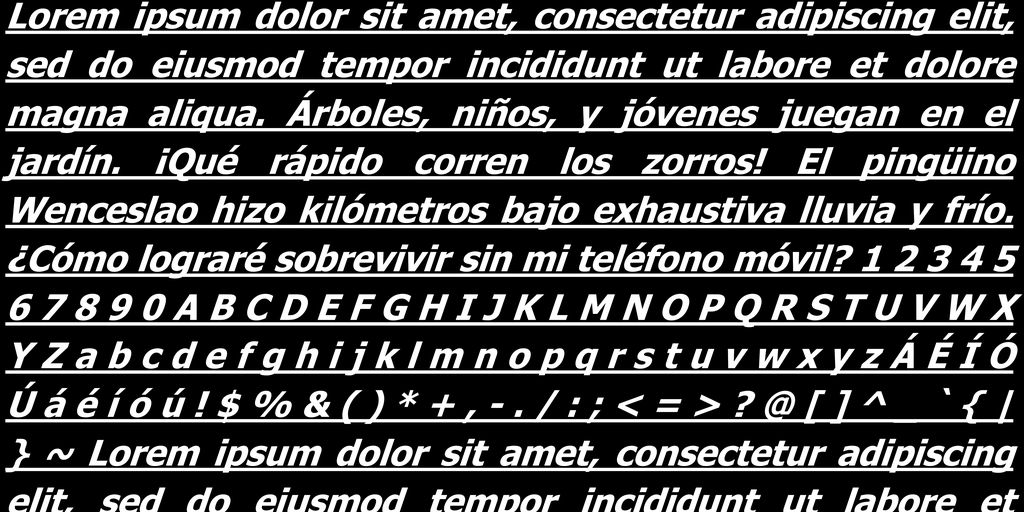 Lorem ipsum dolor sit amet, consectetur adipiscing elit,
sed do eiusmod tempor incididunt ut labore et dolore
magna aliqua. Árboles, niños, y jóvenes juegan en el
jardín. ¡Qué rápido corren los zorros! El pingüino
Wenceslao hizo kilómetros bajo exhaustiva lluvia y frío.
¿Cómo lograré sobrevivir sin mi teléfono móvil? 1 2 3 4 5
6 7 8 9 0 A B C D E F G H I J K L M N O P Q R S T U V W X
Y Z a b c d e f g h i j k l m n o p q r s t u v w x y z Á É Í Ó
Ú á é í ó ú ! $ % & ( ) * + , - . / : ; < = > ? @ [ ] ^ _ ` { |
} ~ Lorem ipsum dolor sit amet, consectetur adipiscing
elit, sed do eiusmod tempor incididunt ut labore et